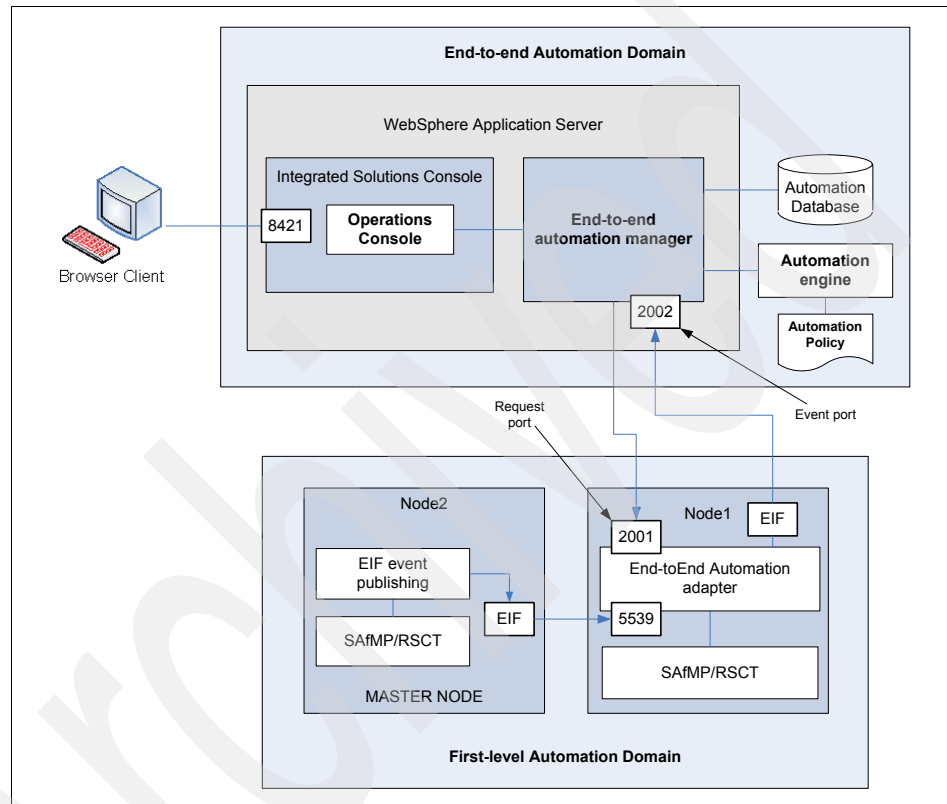 End-to-end Automation Domain
WebSphere Application Server
Integrated Solutions Console
8421
Operations
Console
End-to-end
automation manager
2002
Automation
Database
Automation
engine
Automation
Policy
Browser Client
Request
port
Event port
Node2
EIF event
publishing
SAfMP/RSCT
EIF
MASTER NODE
Node1
2001
EIF
End-toEnd Automation
adapter
5539
SAfMP/RSCT
First-level Automation Domain
Archived